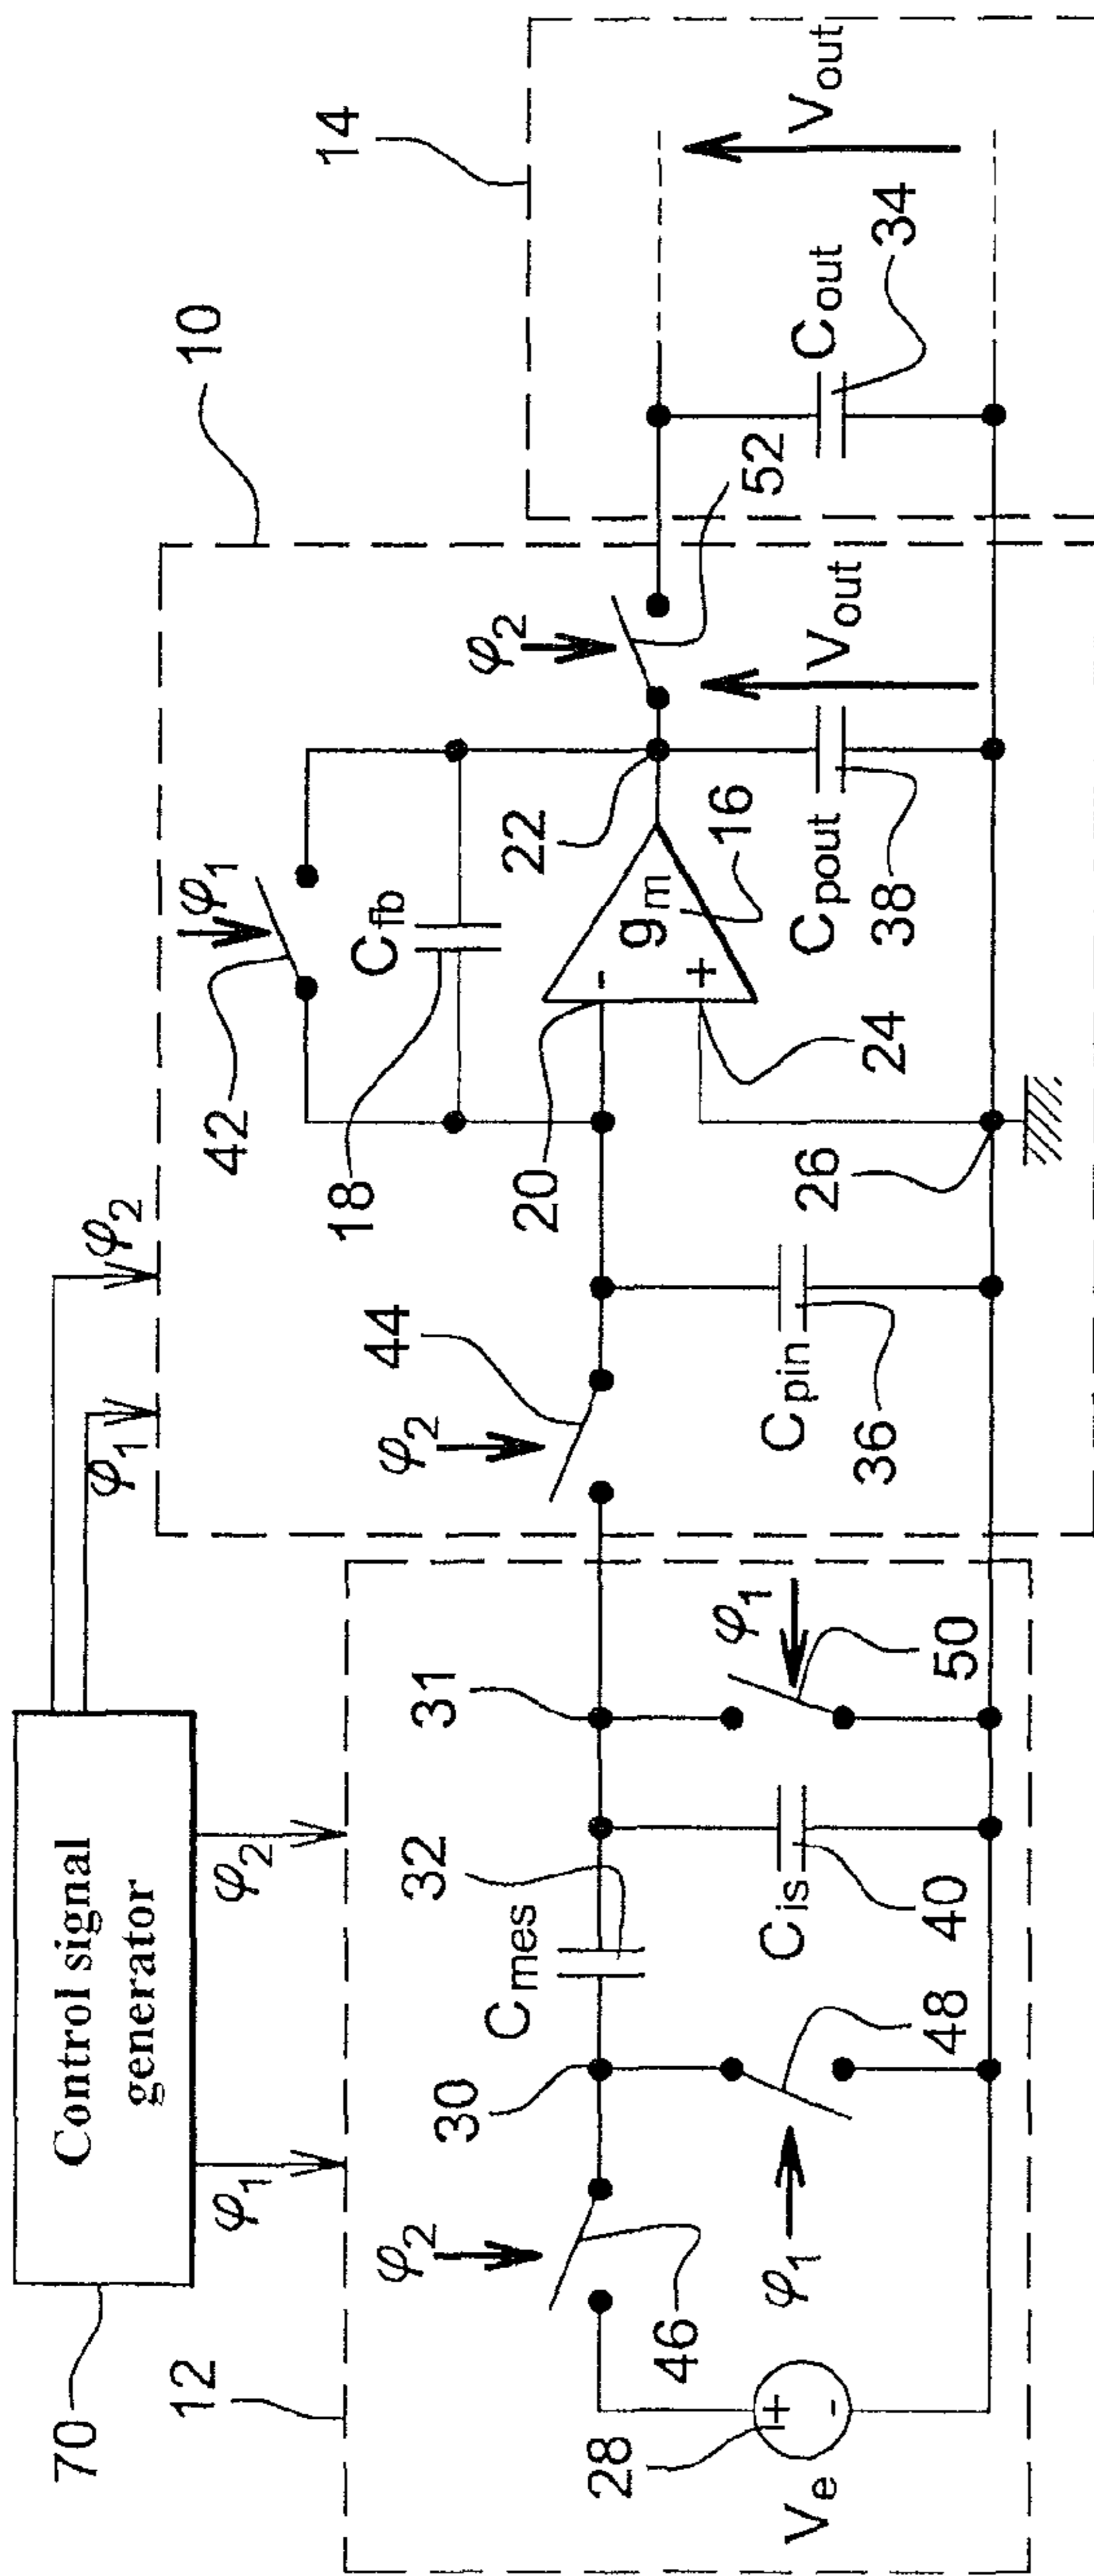 70
Control signal
generator
φ1
φ2
φ1
φ2
12
10
14
φ2
46
Ve
28
+
-
30
φ1
48
Cmes
32
Cis
40
31
φ1
50
φ2
44
Cpin
36
42
φ1
18
Cfb
20
-
+
gm
16
22
24
26
Cpout
38
φ2
52
Vout
Cout
34
Vout